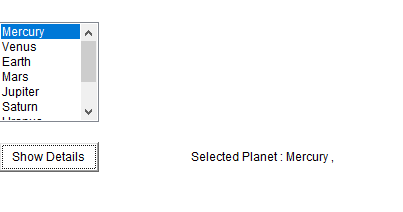 Mercury
Venus
Earth
Mars
Jupiter
Saturn
Show Details
Selected Planet : Mercury ,